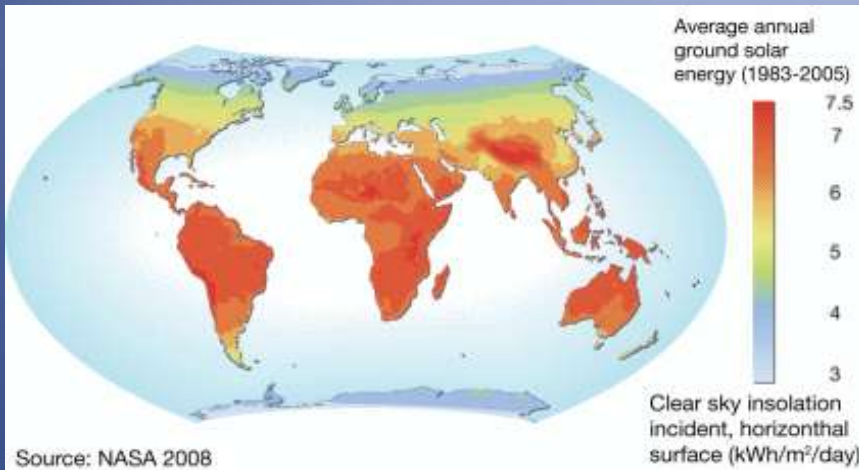 Average annual
ground solar
energy (1983-2005)
7.5
7
6
5
4
3
Clear sky insolation
incident, horizonthal
surface (kWh/m²/day)
Source: NASA 2008